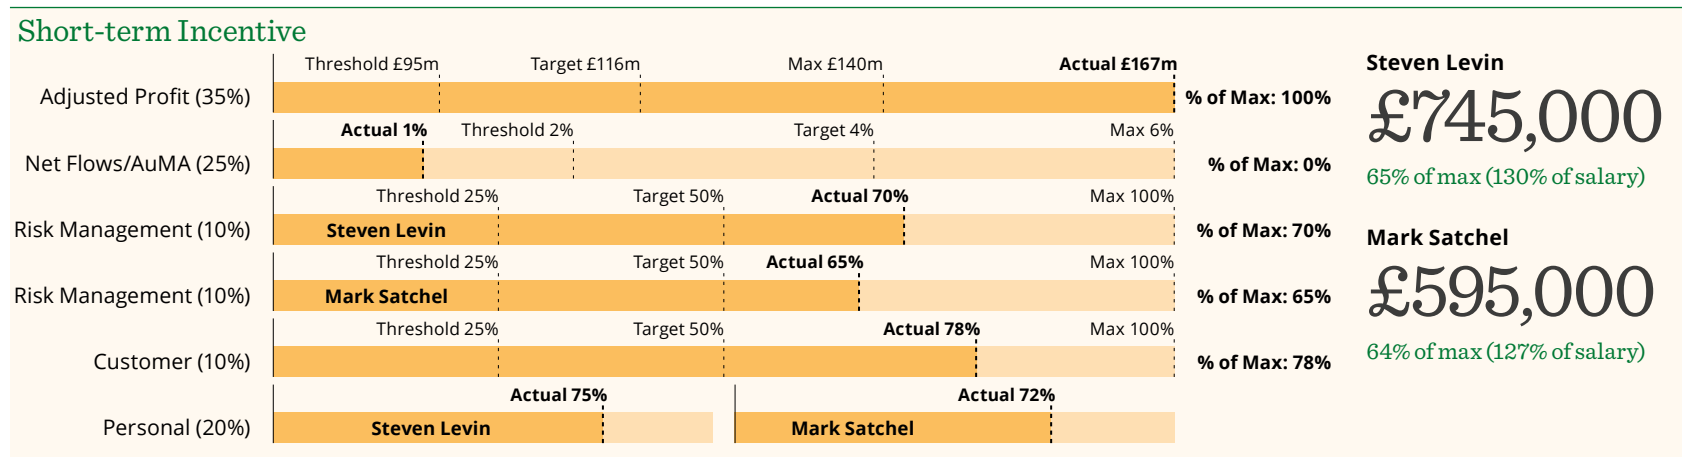 Short-term Incentive
Threshold £95m Target £116m Max £140m Actual £167m
Adjusted Profit (35%) % of Max: 100%
Actual 1% Threshold 2% Target 4% Max 6%
Net Flows/AuMA (25%) % of Max: 0%
Threshold 25% Target 50% Actual 70% Max 100%
Risk Management (10%) Steven Levin % of Max: 70%
Threshold 25% Target 50% Actual 65% Max 100%
Risk Management (10%) Mark Satchel % of Max: 65%
Threshold 25% Target 50% Actual 78% Max 100%
Customer (10%) % of Max: 78%
Actual 75% Actual 72%
Personal (20%) Steven Levin Mark Satchel
Steven Levin
£745,000
65% of max (130% of salary)
Mark Satchel
£595,000
64% of max (127% of salary)